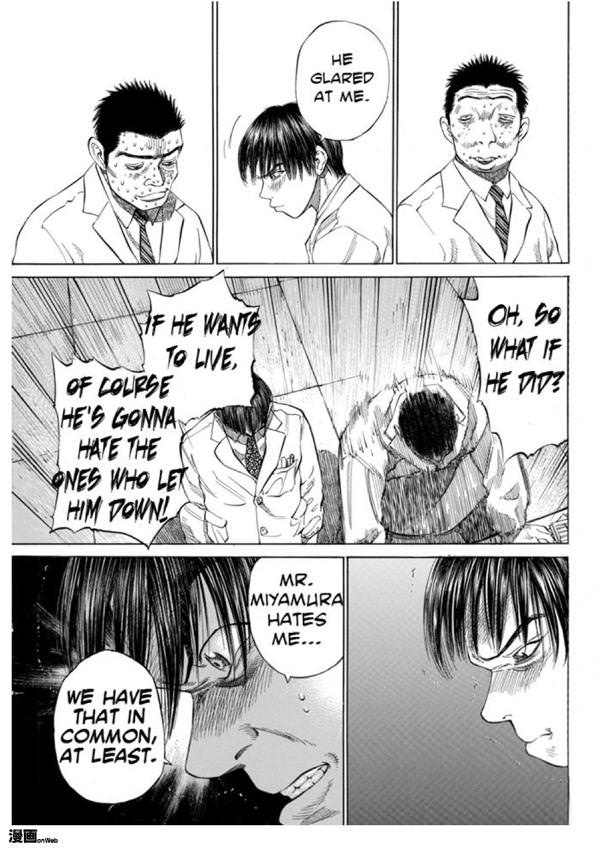 HE
GLARED
AT ME.
OH, SO
WHAT IF
HE DID?
IF HE WANTS
TO LIVE,
OF COURSE
HE'S GONNA
HATE THE
ONES WHO LET
HIM DOWN!
MR.
MIYAMURA
HATES
ME...
WE HAVE
THAT IN
COMMON,
AT LEAST.
漫画onWeb